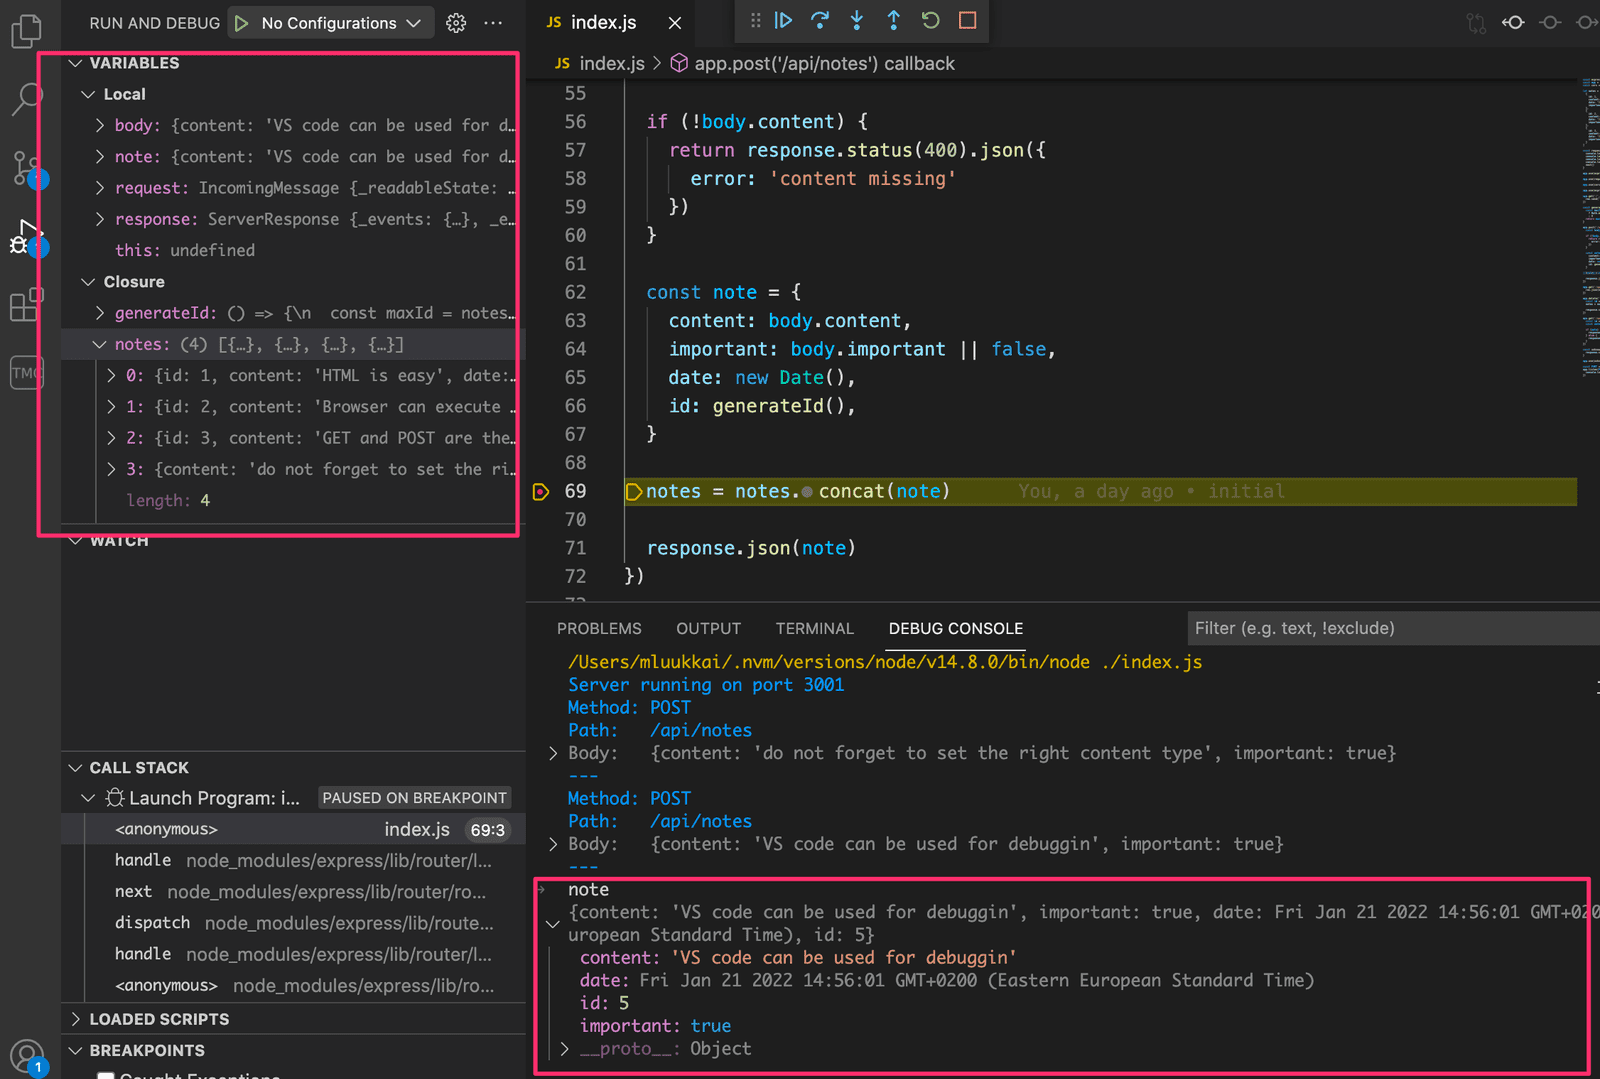 RUN AND DEBUG
No Configurations
VARIABLES
Local
body: {content: 'VS code can be used for d…
note: {content: 'VS code can be used for d…
request: IncomingMessage {_readableState: …
response: ServerResponse {_events: {…}, _e…
this: undefined
Closure
generateId: () => {\n  const maxId = notes…
notes: (4) [{…}, {…}, {…}, {…}]
0: {id: 1, content: 'HTML is easy', date:…
1: {id: 2, content: 'Browser can execute …
2: {id: 3, content: 'GET and POST are the…
3: {content: 'do not forget to set the ri…
length: 4
WATCH
CALL STACK
Launch Program: i… PAUSED ON BREAKPOINT
<anonymous> index.js 69:3
handle node_modules/express/lib/router/l…
next node_modules/express/lib/router/ro…
dispatch node_modules/express/lib/route…
handle node_modules/express/lib/router/l…
<anonymous> node_modules/express/lib/ro…
LOADED SCRIPTS
BREAKPOINTS
Caught Exceptions
TMC
1
JS index.js
JS index.js > app.post('/api/notes') callback
55
56 if (!body.content) {
57 return response.status(400).json({
58 error: 'content missing'
59 })
60 }
61
62 const note = {
63 content: body.content,
64 important: body.important || false,
65 date: new Date(),
66 id: generateId(),
67 }
68
69 notes = notes.concat(note) You, a day ago • initial
70
71 response.json(note)
72 })
73
PROBLEMS OUTPUT TERMINAL DEBUG CONSOLE
Filter (e.g. text, !exclude)
/Users/mluukkai/.nvm/versions/node/v14.8.0/bin/node ./index.js
Server running on port 3001
Method: POST
Path: /api/notes
Body: {content: 'do not forget to set the right content type', important: true}
---
Method: POST
Path: /api/notes
Body: {content: 'VS code can be used for debuggin', important: true}
---
note
{content: 'VS code can be used for debuggin', important: true, date: Fri Jan 21 2022 14:56:01 GMT+020
uropean Standard Time), id: 5}
content: 'VS code can be used for debuggin'
date: Fri Jan 21 2022 14:56:01 GMT+0200 (Eastern European Standard Time)
id: 5
important: true
__proto__: Object